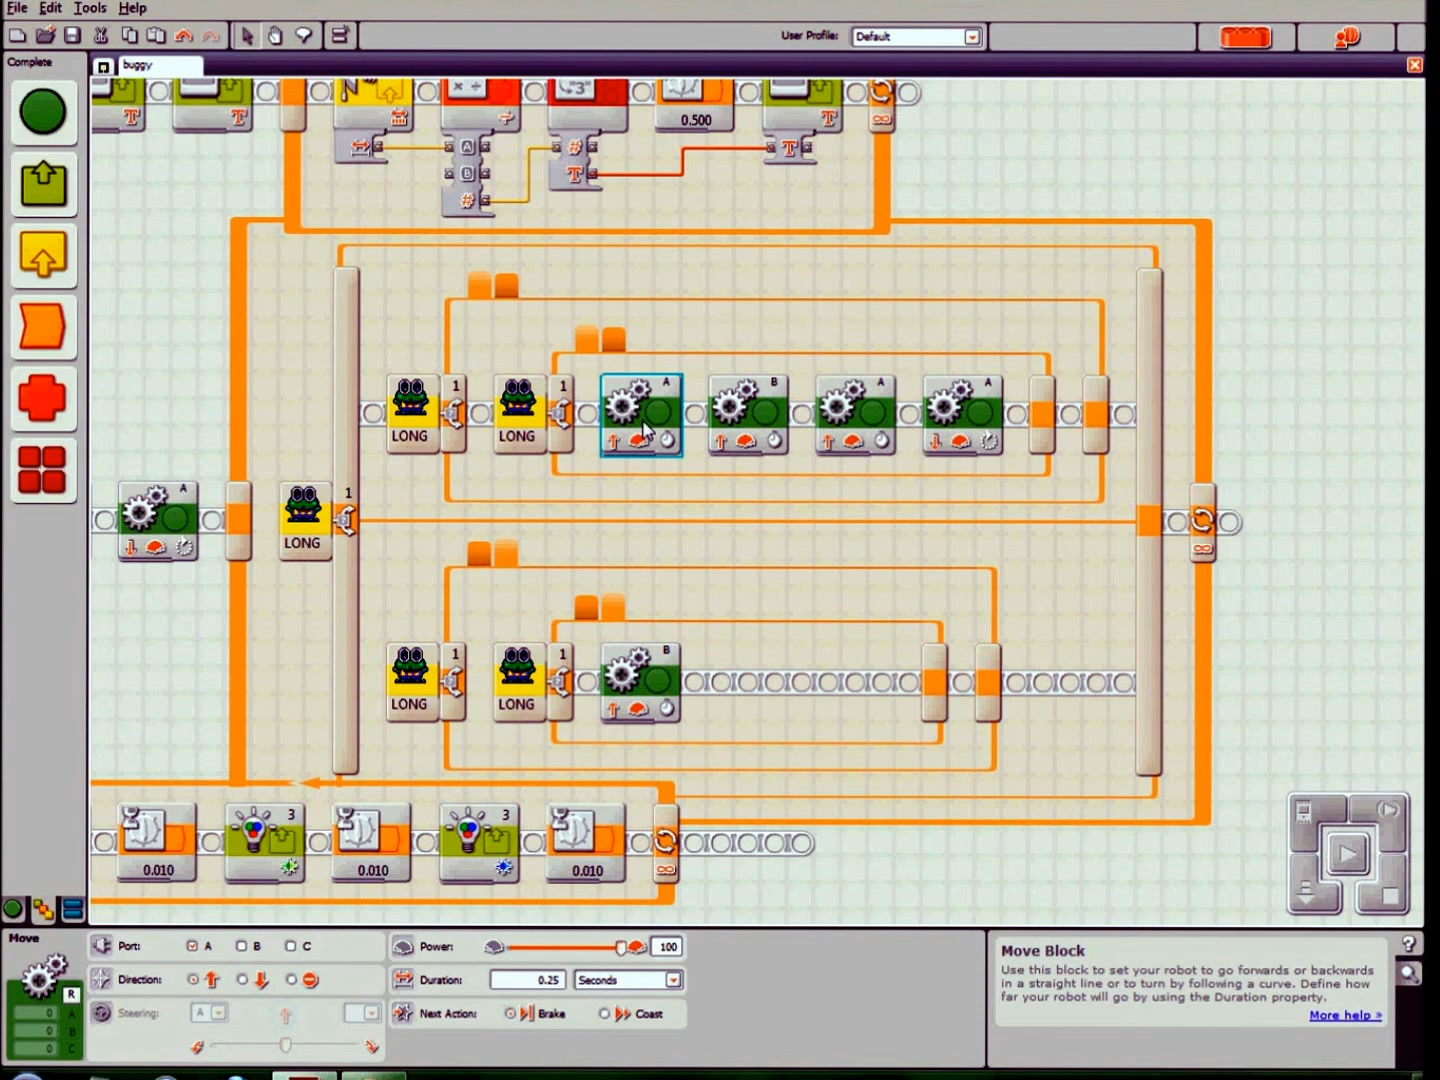 File Edit Tools Help
User Profile: Default
Complete
buggy
T T 0.500 T
A
B #
# T
T
1 1 A B A A
LONG LONG
A 1
LONG
1 1 B
LONG LONG
3 3
0.010 0.010 0.010
Move
R
0 A
0 B
0 C
Port: A B C
Direction:
Steering: A
Power: 100
Duration: 0.25 Seconds
Next Action: Brake Coast
Move Block
Use this block to set your robot to go forwards or backwards
in a straight line or to turn by following a curve. Define how
far your robot will go by using the Duration property.
More help »